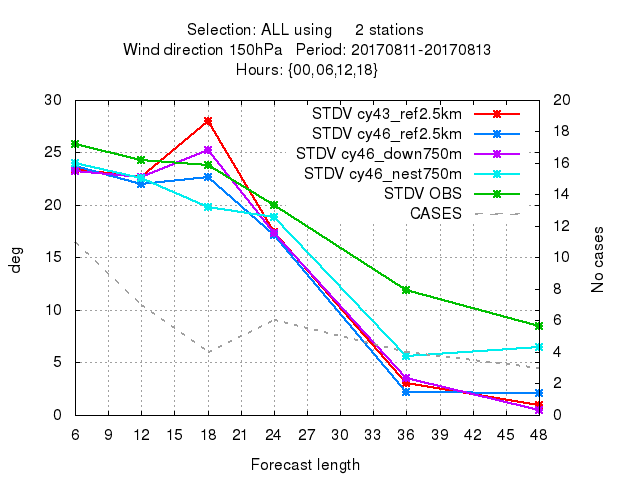 Selection: ALL using 2 stations
Wind direction 150hPa Period: 20170811-20170813
Hours: {00,06,12,18}
30
25
20
15
10
5
0
deg
STDV cy43_ref2.5km
STDV cy46_ref2.5km
STDV cy46_down750m
STDV cy46_nest750m
STDV OBS
CASES
20
18
16
14
12
10
8
6
4
2
0
No cases
6 9 12 15 18 21 24 27 30 33 36 39 42 45 48
Forecast length